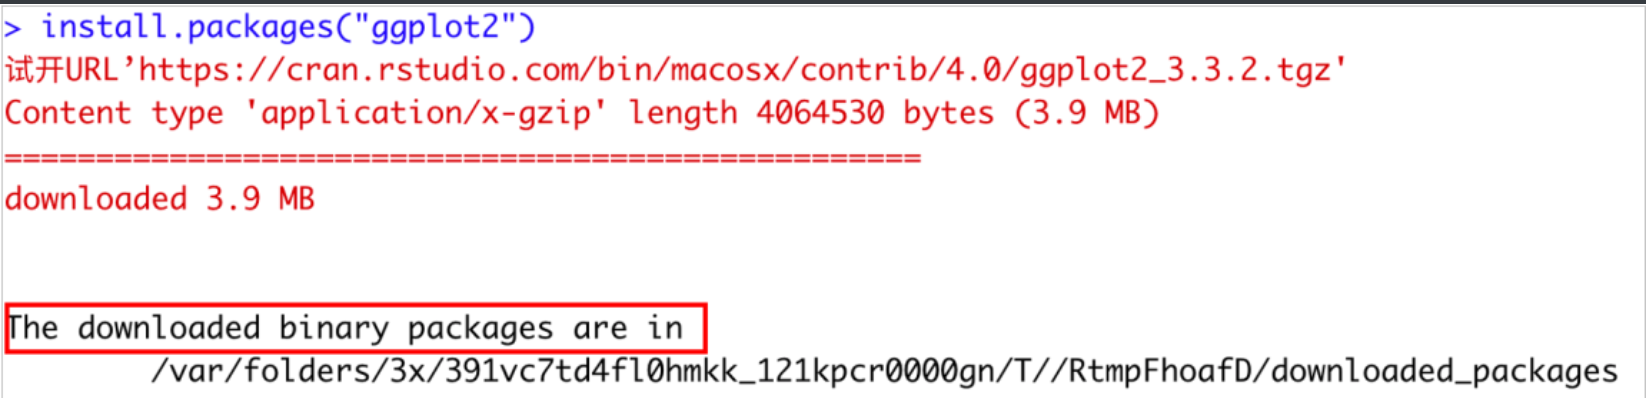 > install.packages("ggplot2")
试开URL’https://cran.rstudio.com/bin/macosx/contrib/4.0/ggplot2_3.3.2.tgz'
Content type 'application/x-gzip' length 4064530 bytes (3.9 MB)
==================================================
downloaded 3.9 MB
The downloaded binary packages are in
/var/folders/3x/391vc7td4fl0hmkk_121kpcr0000gn/T//RtmpFhoafD/downloaded_packages